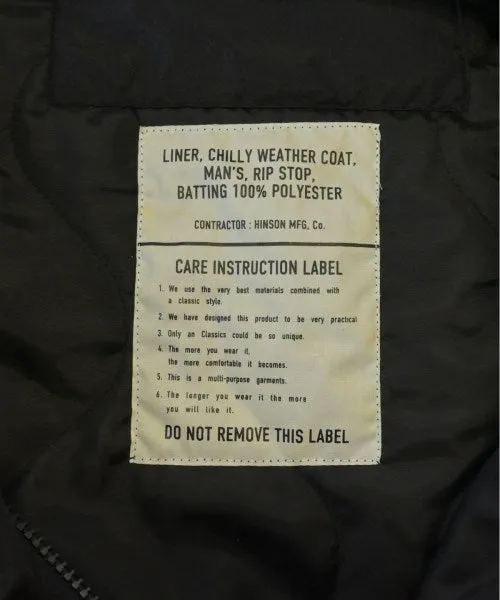 LINER, CHILLY WEATHER COAT,
MAN'S, RIP STOP,
BATTING 100% POLYESTER
CONTRACTOR : HINSON MFG, Co.
CARE INSTRUCTION LABEL
1. We use the very best materials combined with
a classic style.
2. We have designed this product to be very practical
3. Only an Classics could be so unique.
4. The more you wear it,
the more comfortable it becomes.
5. This is a multi-purpose garments.
6. The longer you wear it the more
you will like it.
DO NOT REMOVE THIS LABEL